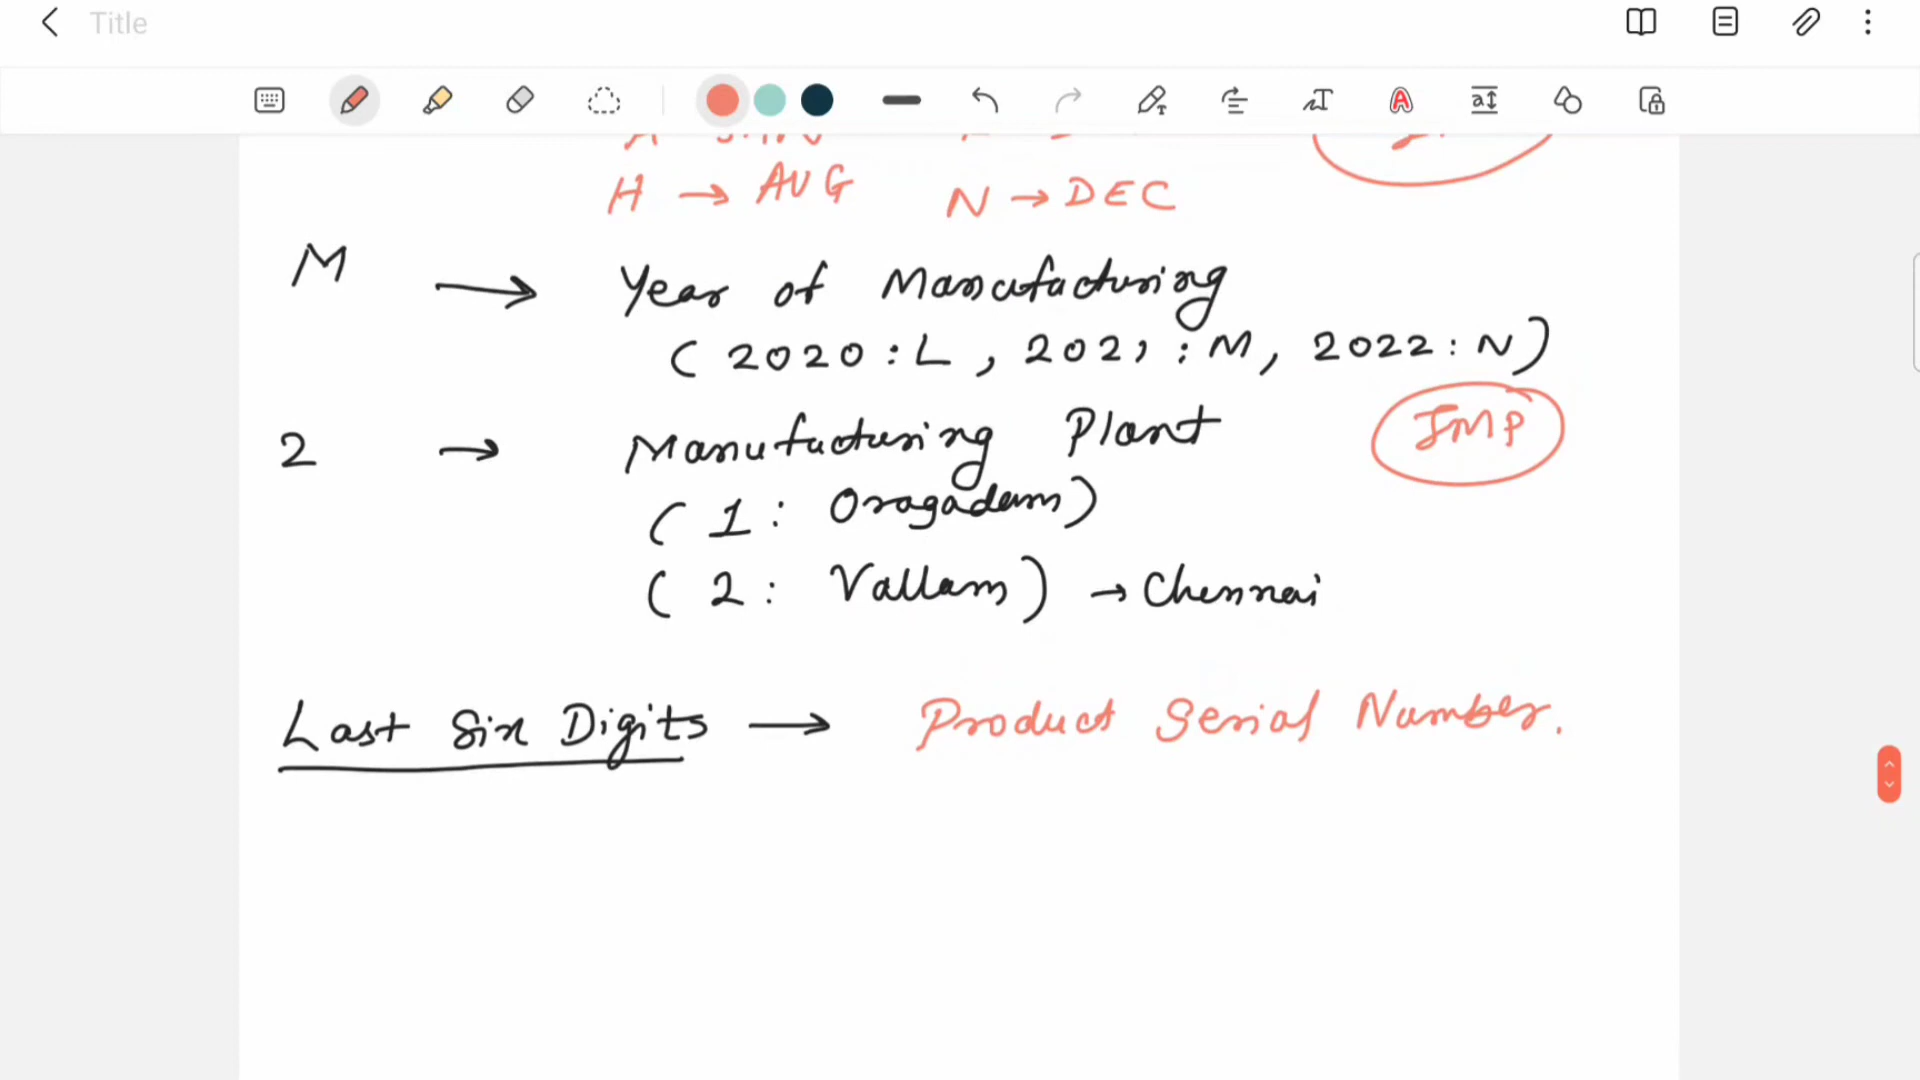 Title
H → AUG N → DEC
M → Year of Manufacturing
(2020 : L, 2021 : M, 2022 : N)
2 → Manufacturing Plant IMP
(1 : Oragadam)
(2 : Vallam) → Chennai
Last Six Digits → Product Serial Number.